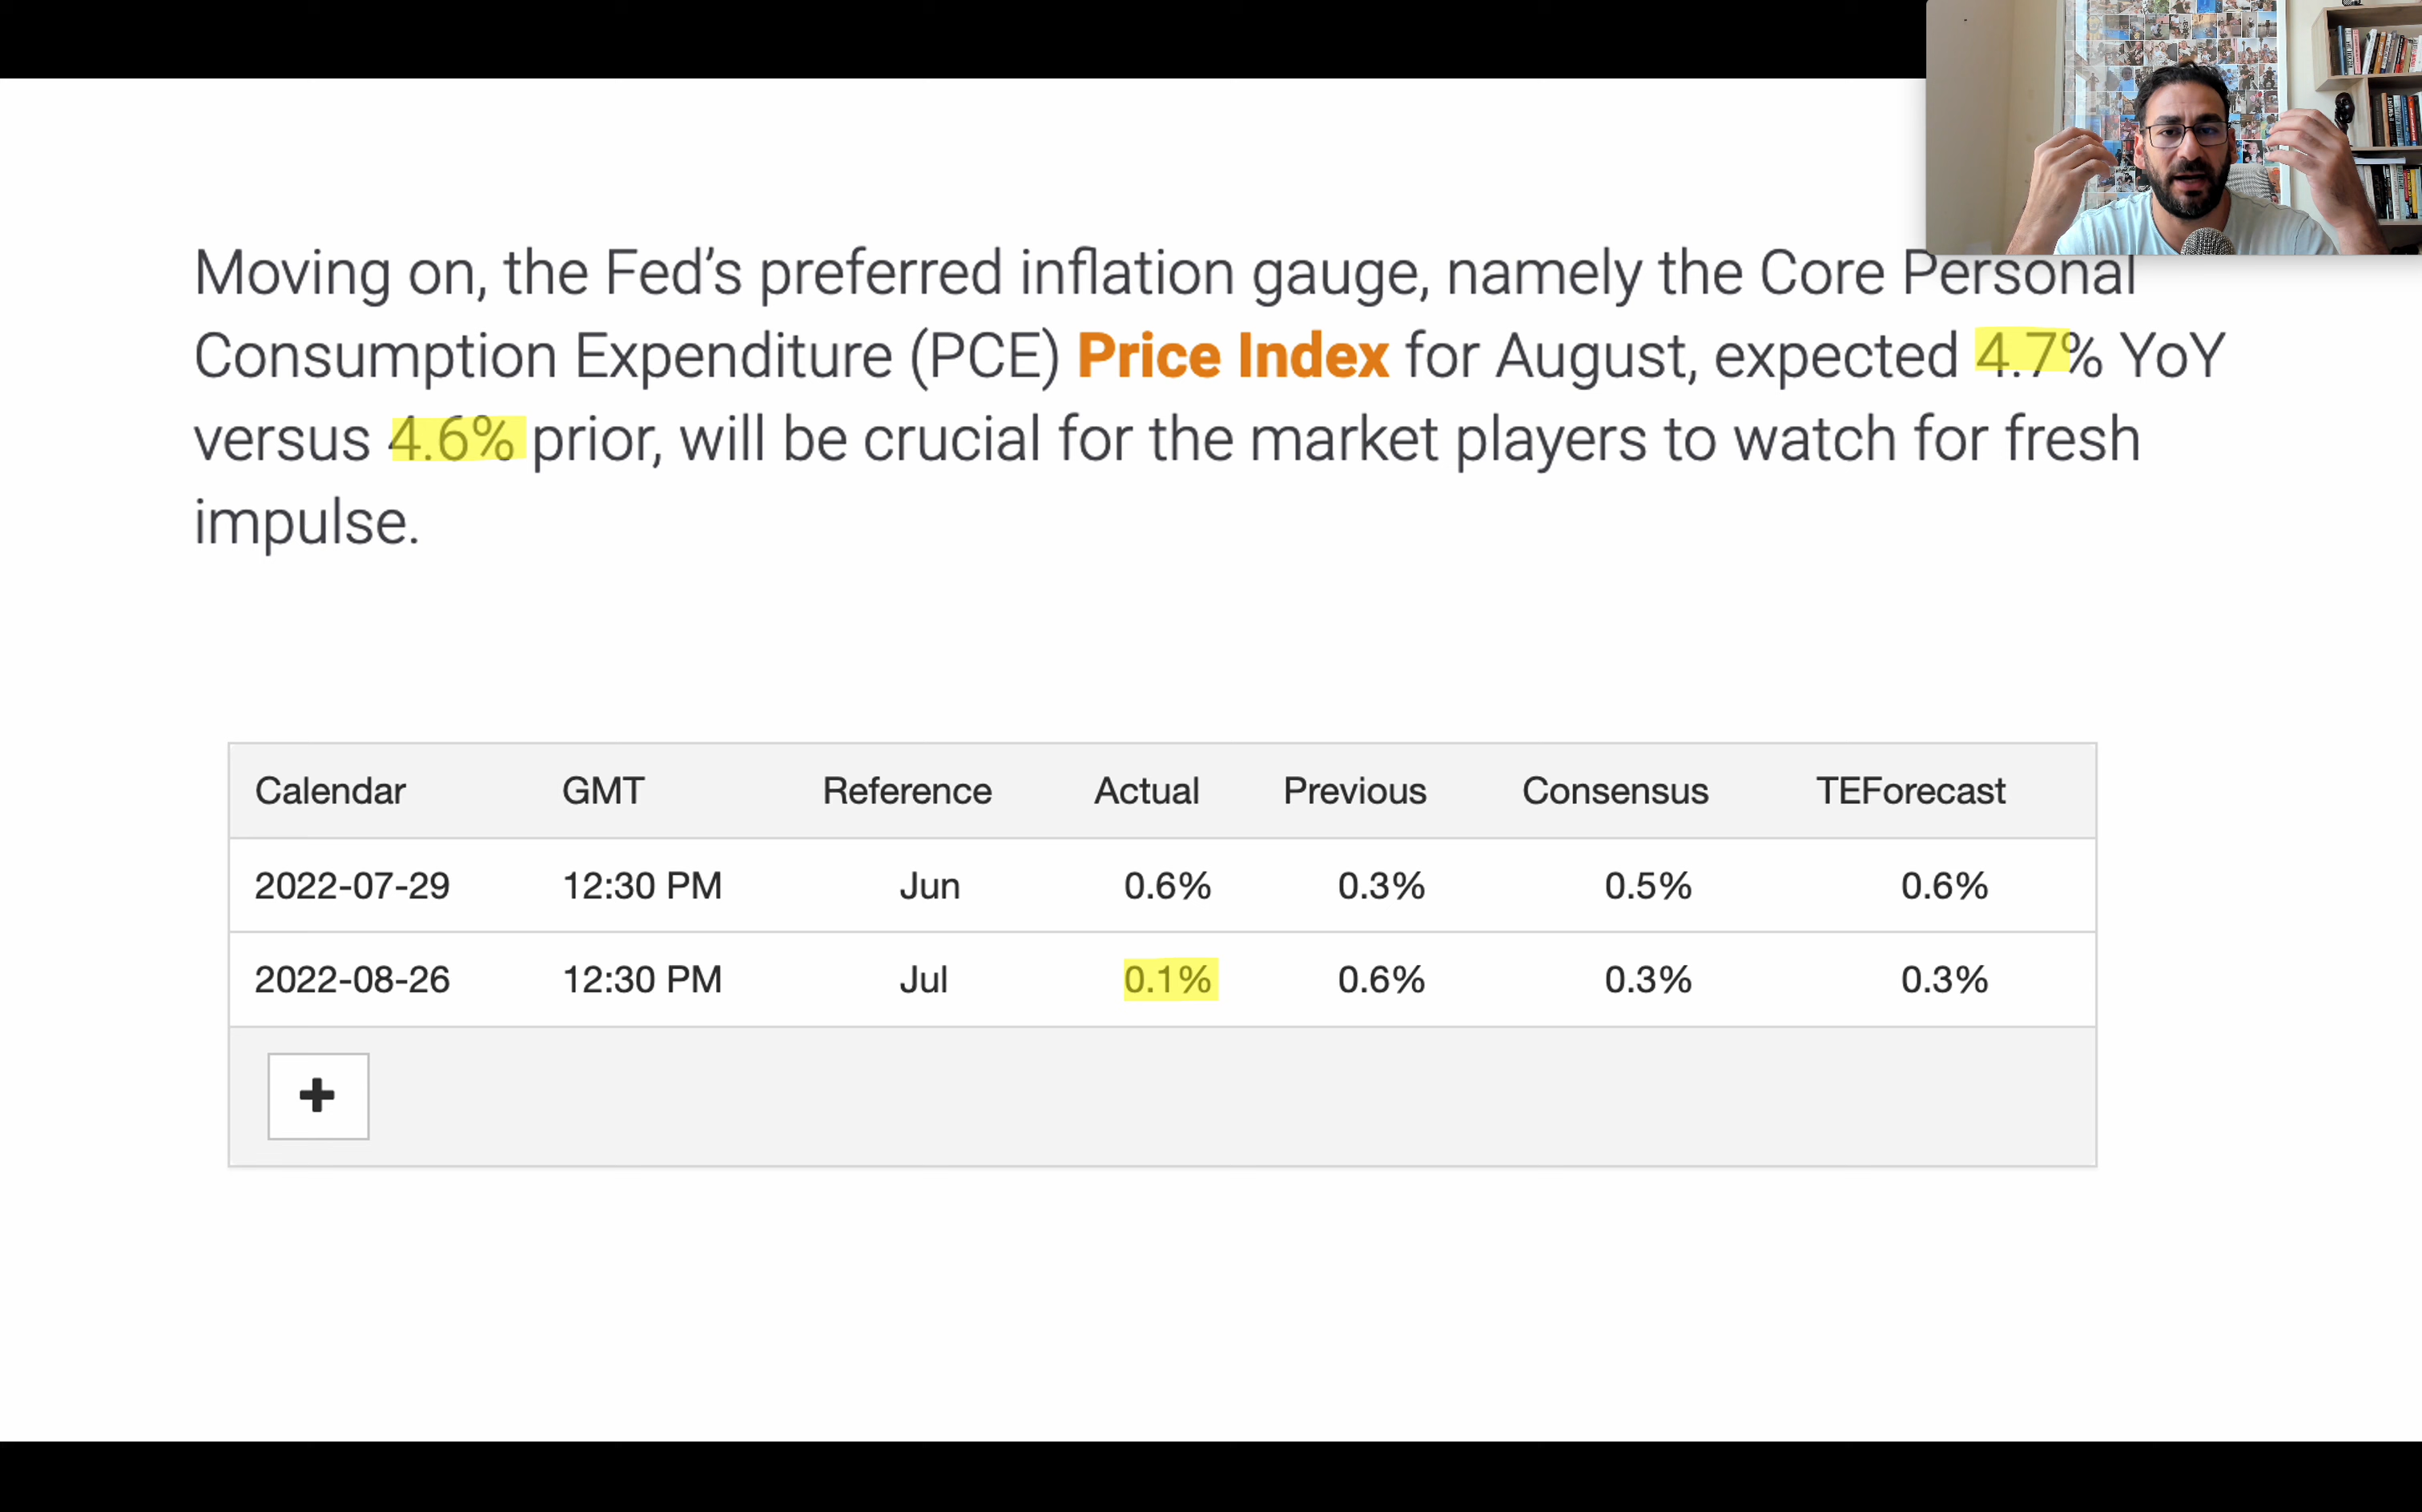 Moving on, the Fed’s preferred inflation gauge, namely the Core Personal
Consumption Expenditure (PCE) Price Index for August, expected 4.7% YoY
versus 4.6% prior, will be crucial for the market players to watch for fresh
impulse.
Calendar GMT Reference Actual Previous Consensus TEForecast
2022-07-29 12:30 PM Jun 0.6% 0.3% 0.5% 0.6%
2022-08-26 12:30 PM Jul 0.1% 0.6% 0.3% 0.3%
+